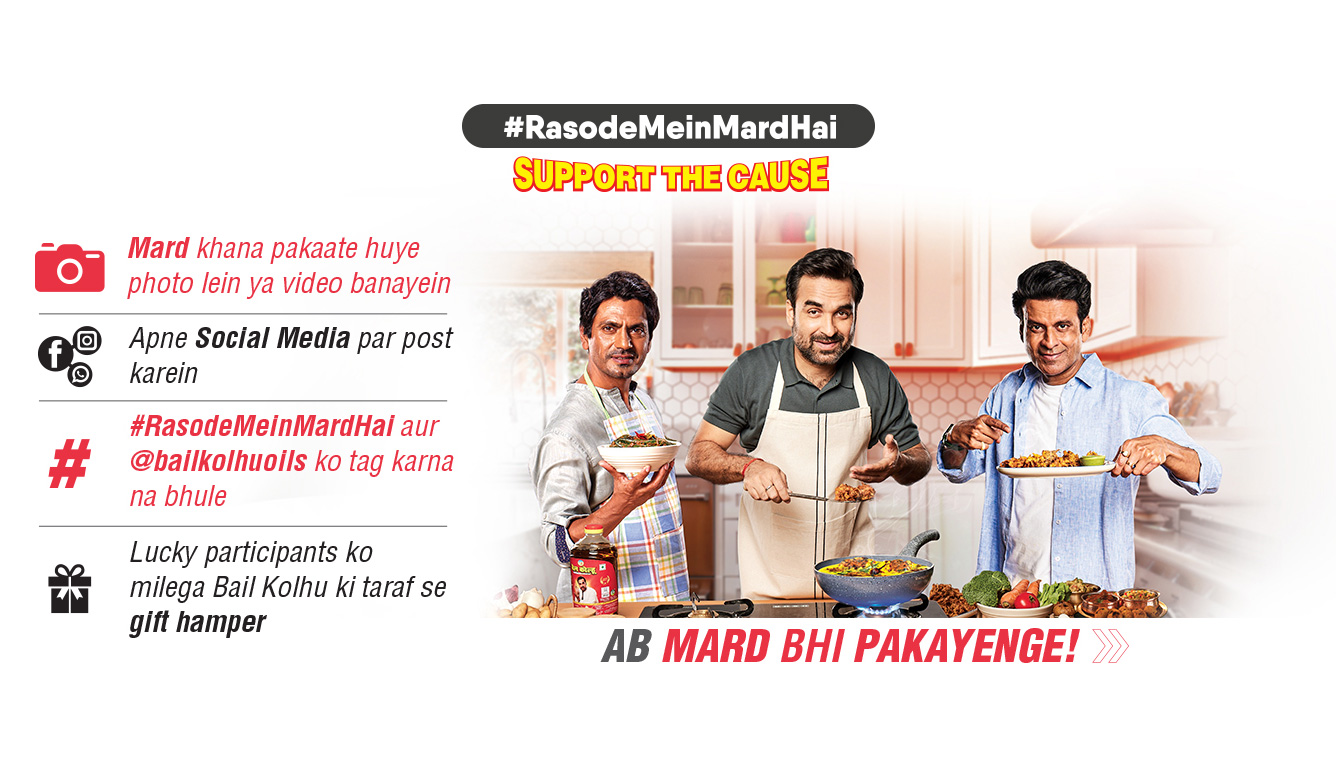 #RasodeMeinMardHai
SUPPORT THE CAUSE
Mard khana pakaate huye
photo lein ya video banayein
Apne Social Media par post
karein
#RasodeMeinMardHai aur
@bailkolhuoils ko tag karna
na bhule
Lucky participants ko
milega Bail Kolhu ki taraf se
gift hamper
AB MARD BHI PAKAYENGE!